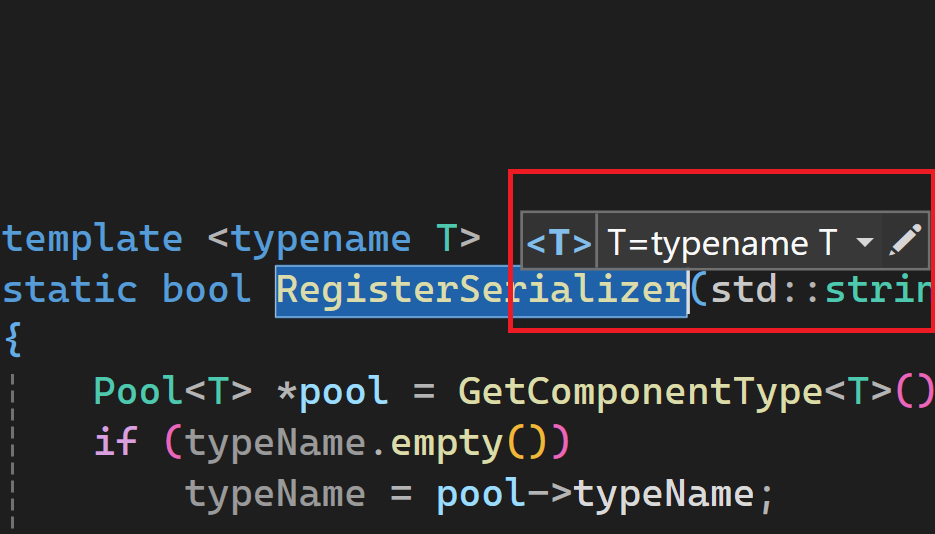 template <typename T> <T> T=typename T
static bool RegisterSerializer(std::strin
{
Pool<T> *pool = GetComponentType<T>()
if (typeName.empty())
typeName = pool->typeName;